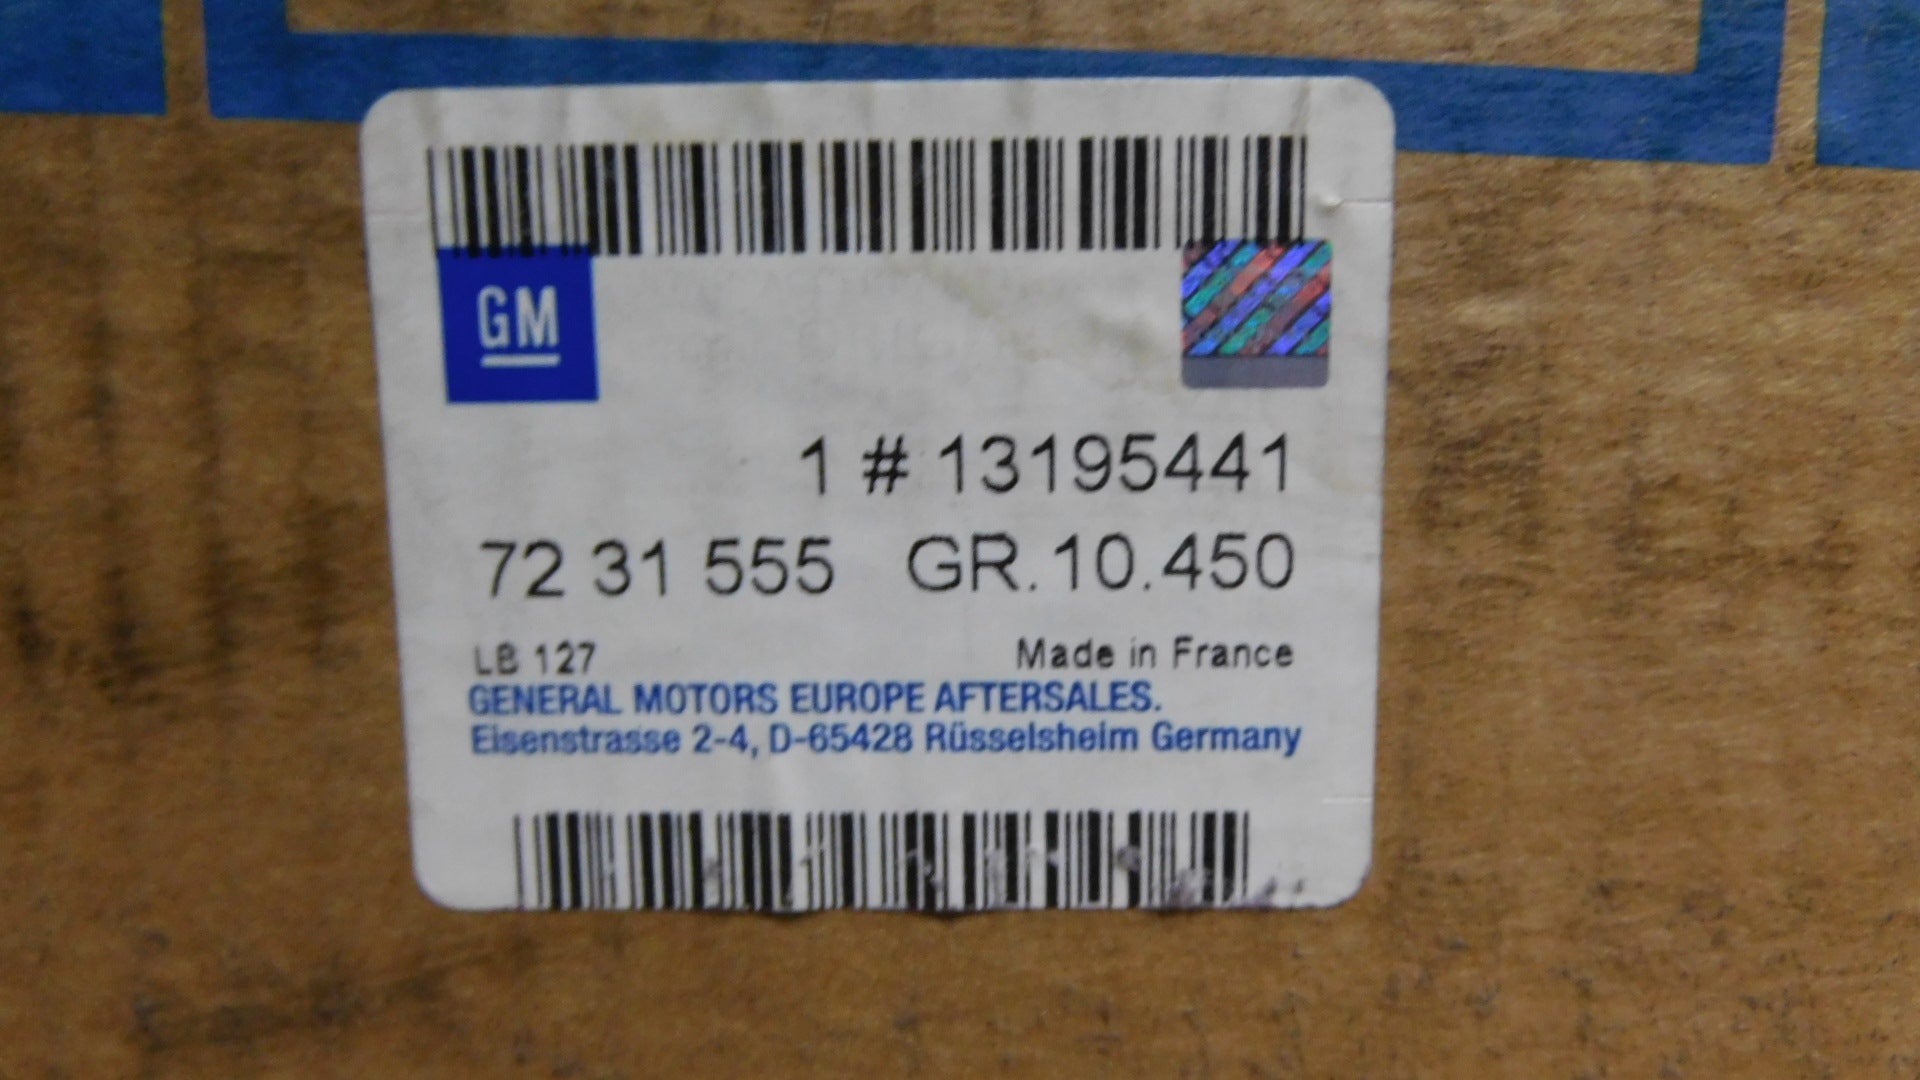 GM
1 # 13195441
72 31 555 GR.10.450
LB 127 Made in France
GENERAL MOTORS EUROPE AFTERSALES.
Eisenstrasse 2-4, D-65428 Rüsselsheim Germany